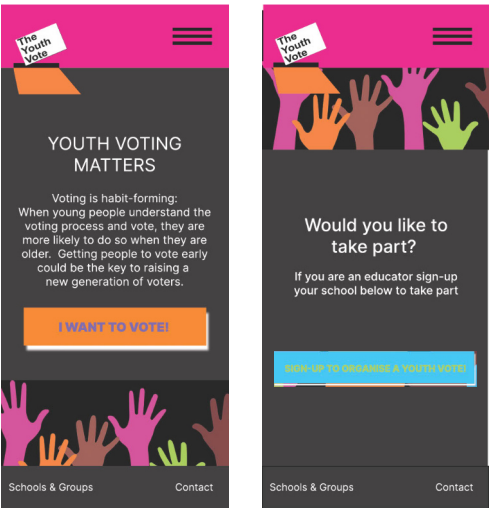 The
Youth
Vote
YOUTH VOTING
MATTERS
Voting is habit-forming:
When young people understand the
voting process and vote, they are
more likely to do so when they are
older. Getting people to vote early
could be the key to raising a
new generation of voters.
I WANT TO VOTE!
Schools & Groups
Contact
The
Youth
Vote
Would you like to
take part?
If you are an educator sign-up
your school below to take part
SIGN-UP TO ORGANISE A YOUTH VOTE!
Schools & Groups
Contact